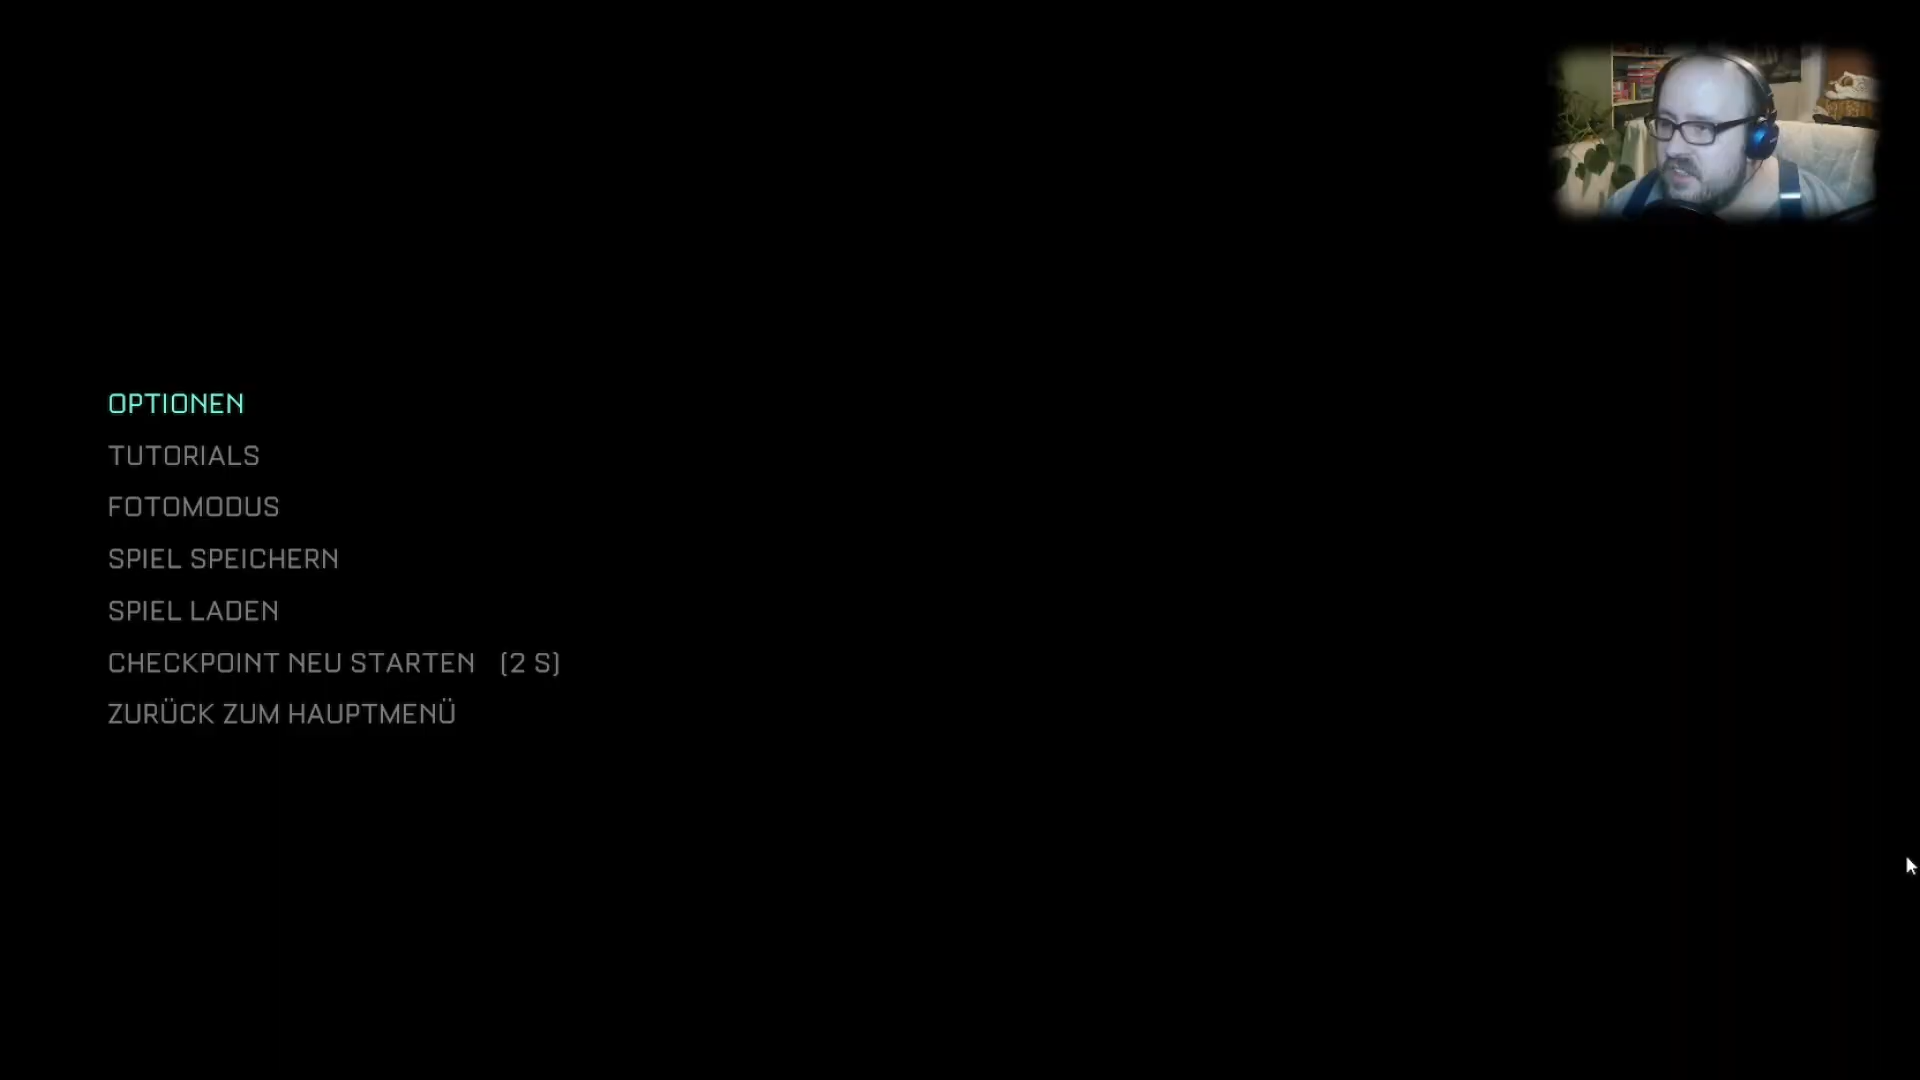 OPTIONEN
TUTORIALS
FOTOMODUS
SPIEL SPEICHERN
SPIEL LADEN
CHECKPOINT NEU STARTEN (2 S)
ZURÜCK ZUM HAUPTMENÜ